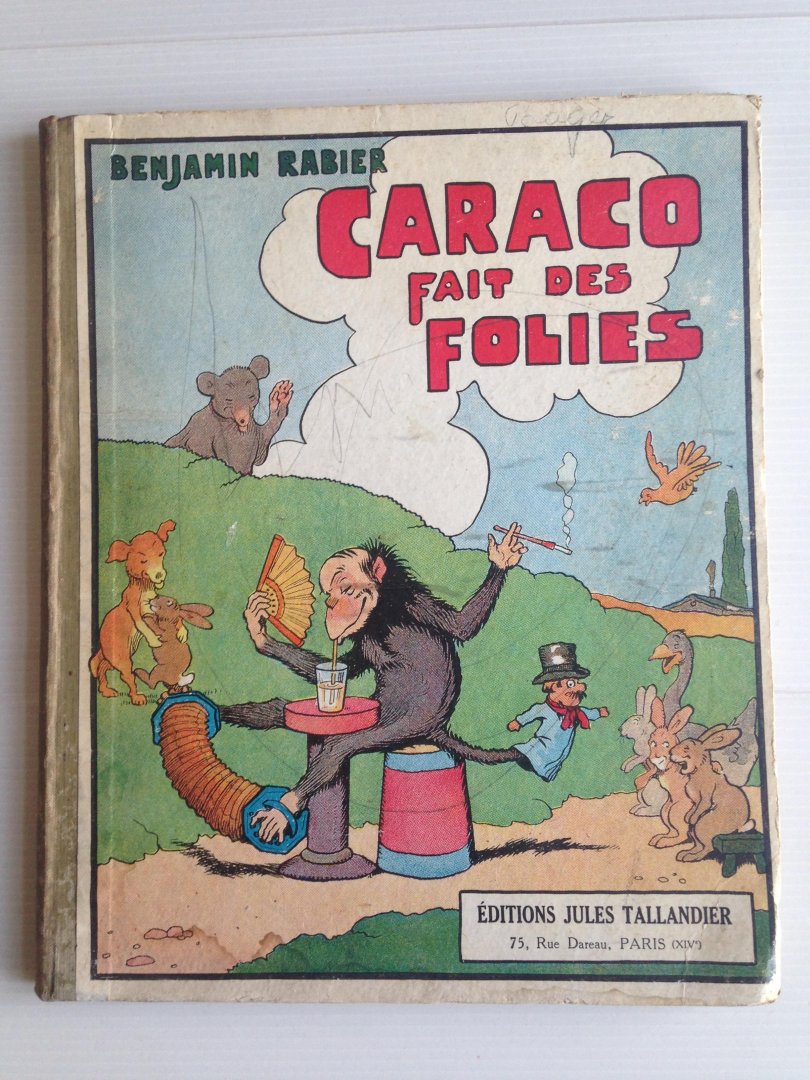 BENJAMIN RABIER
CARACO
FAIT DES
FOLIES
ÉDITIONS JULES TALLANDIER
75, Rue Dareau, PARIS (XIVᵉ)